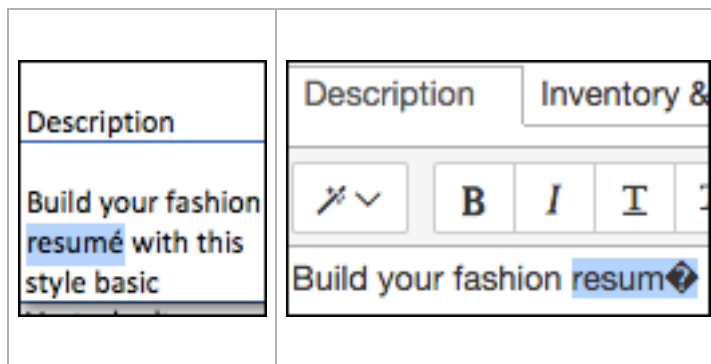 Description
Build your fashion
resumé with this
style basic
Description
Inventory &
B I T
Build your fashion resum�